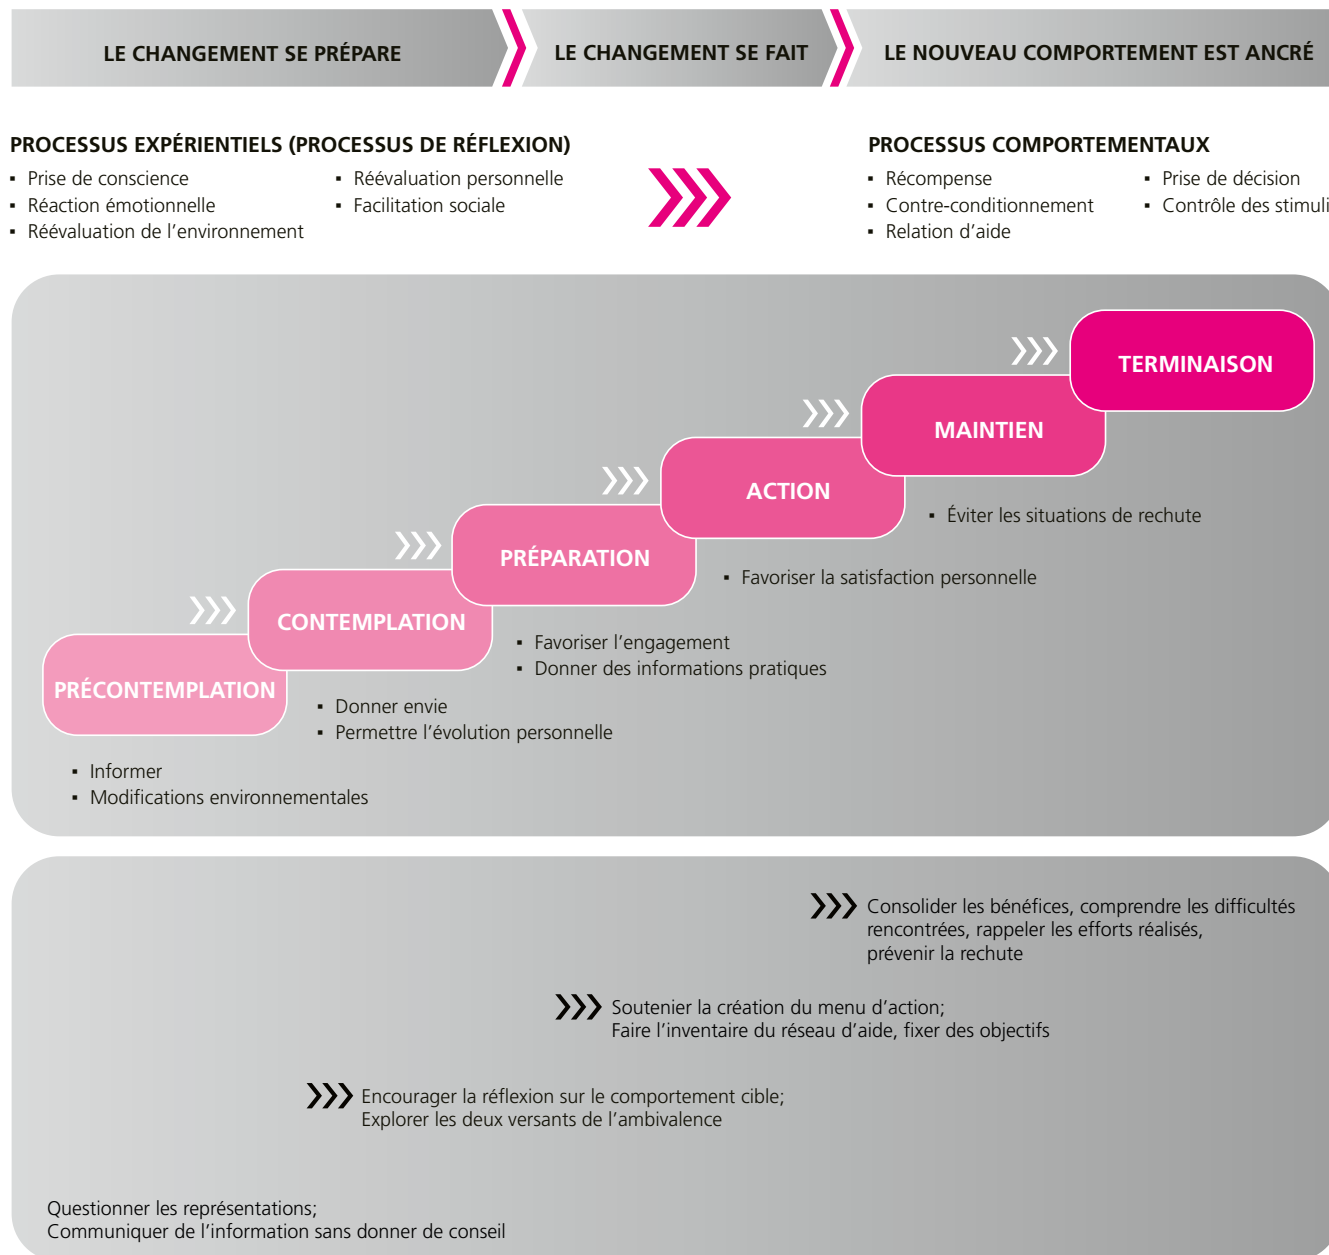 LE CHANGEMENT SE PRÉPARE
LE CHANGEMENT SE FAIT
LE NOUVEAU COMPORTEMENT EST ANCRÉ
PROCESSUS EXPÉRIENTIELS (PROCESSUS DE RÉFLEXION)
▪ Prise de conscience
▪ Réaction émotionnelle
▪ Réévaluation de l'environnement
▪ Réévaluation personnelle
▪ Facilitation sociale
PROCESSUS COMPORTEMENTAUX
▪ Récompense
▪ Contre-conditionnement
▪ Relation d'aide
▪ Prise de décision
▪ Contrôle des stimuli
TERMINAISON
MAINTIEN
▪ Éviter les situations de rechute
ACTION
▪ Favoriser la satisfaction personnelle
PRÉPARATION
▪ Favoriser l'engagement
▪ Donner des informations pratiques
CONTEMPLATION
▪ Donner envie
▪ Permettre l'évolution personnelle
PRÉCONTEMPLATION
▪ Informer
▪ Modifications environnementales
Consolider les bénéfices, comprendre les difficultés
rencontrées, rappeler les efforts réalisés,
prévenir la rechute
Soutenier la création du menu d'action;
Faire l'inventaire du réseau d'aide, fixer des objectifs
Encourager la réflexion sur le comportement cible;
Explorer les deux versants de l'ambivalence
Questionner les représentations;
Communiquer de l'information sans donner de conseil